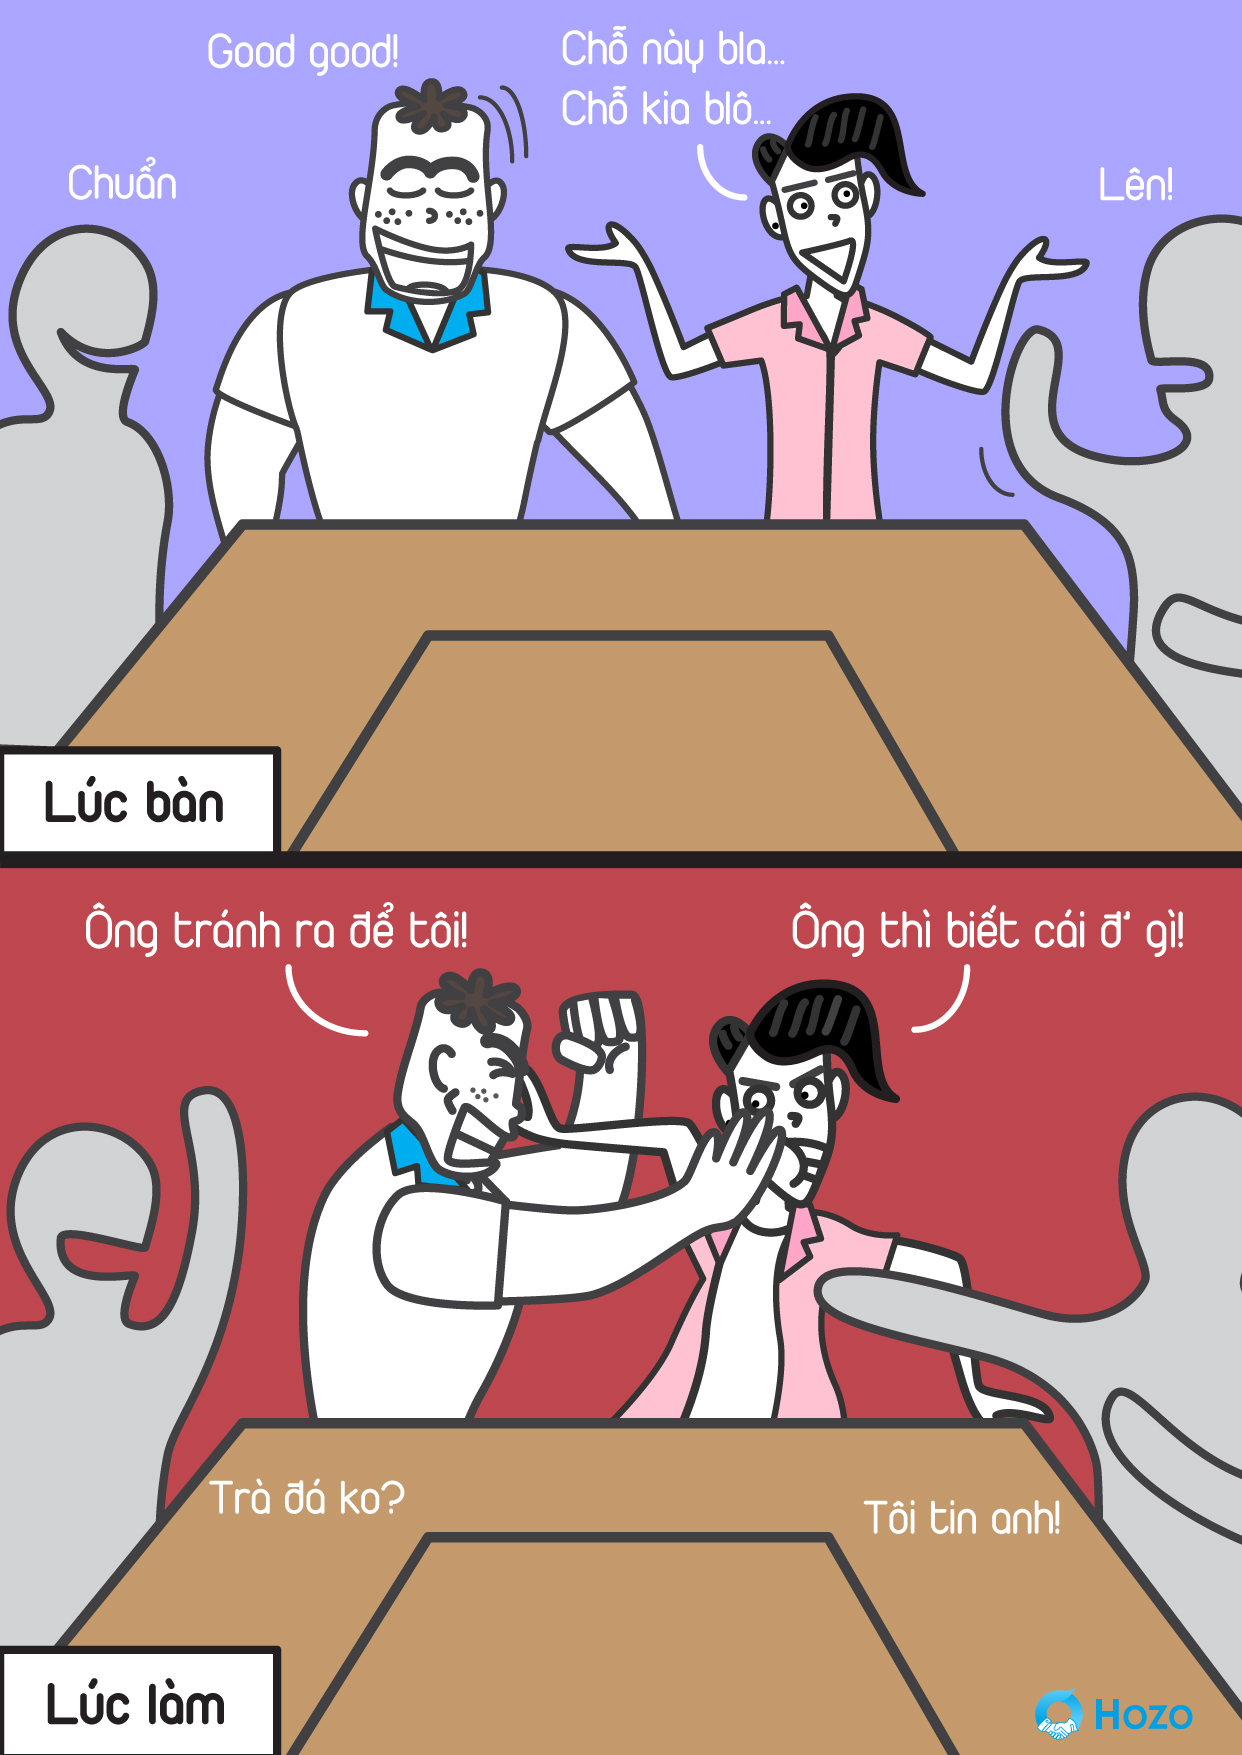 Good good!
Chỗ này bla...
Chỗ kia blô...
Chuẩn
Lên!
Lúc bàn
Ông tránh ra để tôi!
Ông thì biết cái đ' gì!
Trà đá ko?
Tôi tin anh!
Lúc làm
Hozo